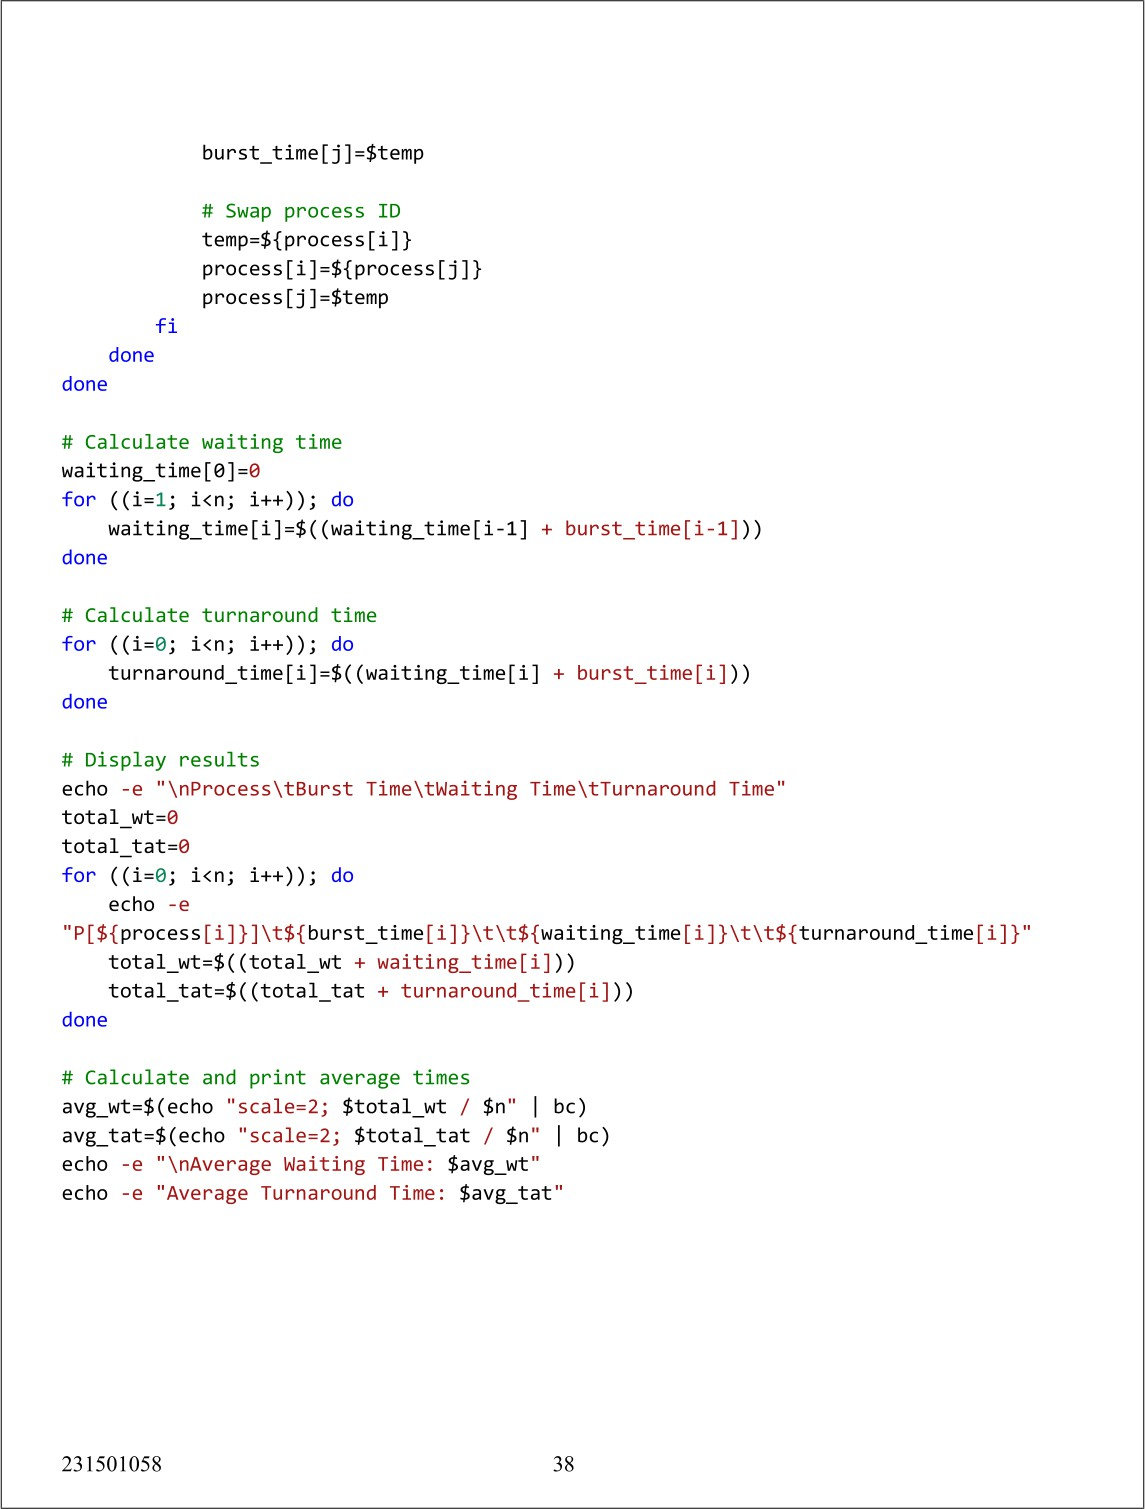 burst_time[j]=$temp

            # Swap process ID
            temp=${process[i]}
            process[i]=${process[j]}
            process[j]=$temp
        fi
    done
done

# Calculate waiting time
waiting_time[0]=0
for ((i=1; i<n; i++)); do
    waiting_time[i]=$((waiting_time[i-1] + burst_time[i-1]))
done

# Calculate turnaround time
for ((i=0; i<n; i++)); do
    turnaround_time[i]=$((waiting_time[i] + burst_time[i]))
done

# Display results
echo -e "\nProcess\tBurst Time\tWaiting Time\tTurnaround Time"
total_wt=0
total_tat=0
for ((i=0; i<n; i++)); do
    echo -e
"P[${process[i]}]\t${burst_time[i]}\t\t${waiting_time[i]}\t\t${turnaround_time[i]}"
    total_wt=$((total_wt + waiting_time[i]))
    total_tat=$((total_tat + turnaround_time[i]))
done

# Calculate and print average times
avg_wt=$(echo "scale=2; $total_wt / $n" | bc)
avg_tat=$(echo "scale=2; $total_tat / $n" | bc)
echo -e "\nAverage Waiting Time: $avg_wt"
echo -e "Average Turnaround Time: $avg_tat"

231501058 38